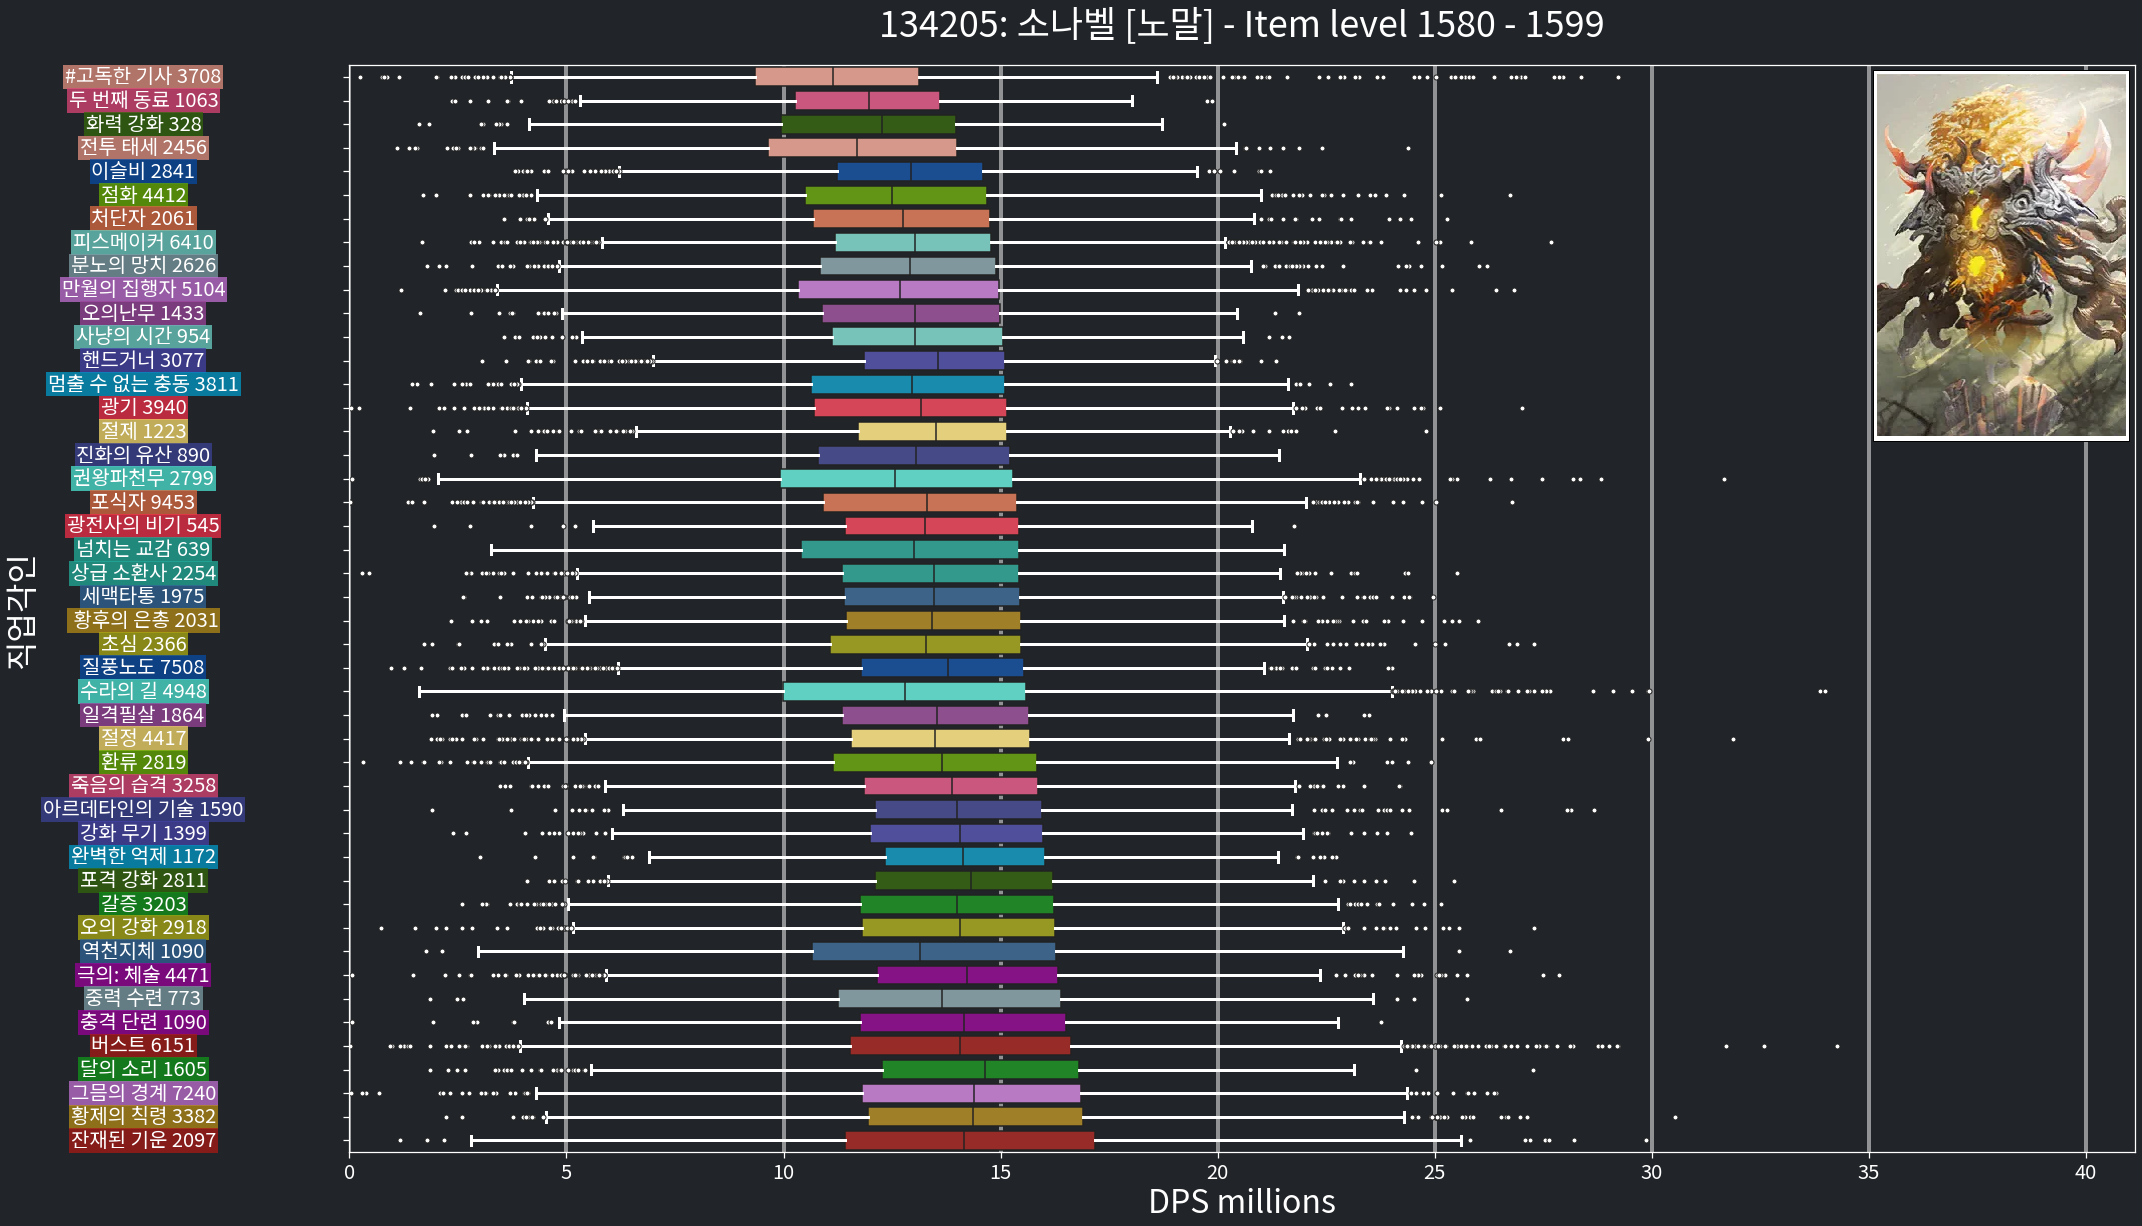 134205: 소나벨 [노말] - Item level 1580 - 1599
#고독한 기사 3708
두 번째 동료 1063
화력 강화 328
전투 태세 2456
이슬비 2841
점화 4412
처단자 2061
피스메이커 6410
분노의 망치 2626
만월의 집행자 5104
오의난무 1433
사냥의 시간 954
핸드거너 3077
멈출 수 없는 충동 3811
광기 3940
절제 1223
진화의 유산 890
권왕파천무 2799
포식자 9453
광전사의 비기 545
넘치는 교감 639
상급 소환사 2254
세맥타통 1975
황후의 은총 2031
초심 2366
질풍노도 7508
수라의 길 4948
일격필살 1864
절정 4417
환류 2819
죽음의 습격 3258
아르데타인의 기술 1590
강화 무기 1399
완벽한 억제 1172
포격 강화 2811
갈증 3203
오의 강화 2918
역천지체 1090
극의: 체술 4471
중력 수련 773
충격 단련 1090
버스트 6151
달의 소리 1605
그믐의 경계 7240
황제의 칙령 3382
잔재된 기운 2097
직업각인
0 5 10 15 20 25 30 35 40
DPS millions